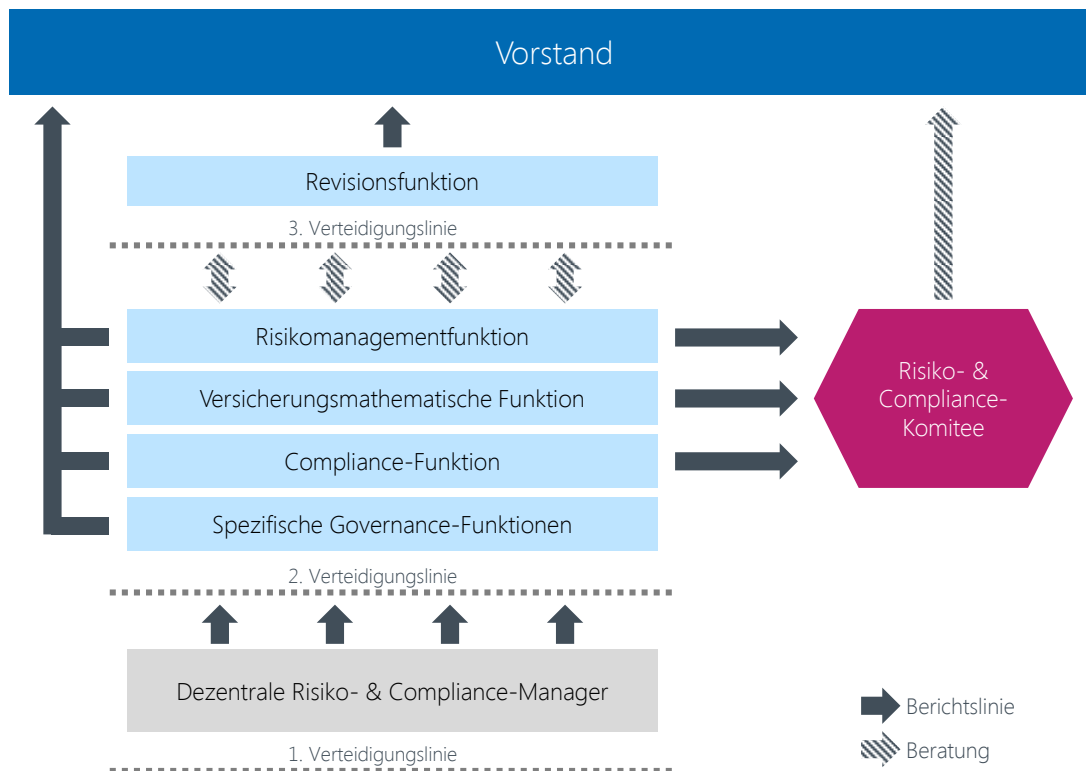 Vorstand
Revisionsfunktion
3. Verteidigungslinie
Risikomanagementfunktion
Versicherungsmathematische Funktion
Compliance-Funktion
Spezifische Governance-Funktionen
2. Verteidigungslinie
Risiko- &
Compliance-
Komitee
Dezentrale Risiko- & Compliance-Manager
1. Verteidigungslinie
Berichtslinie
Beratung